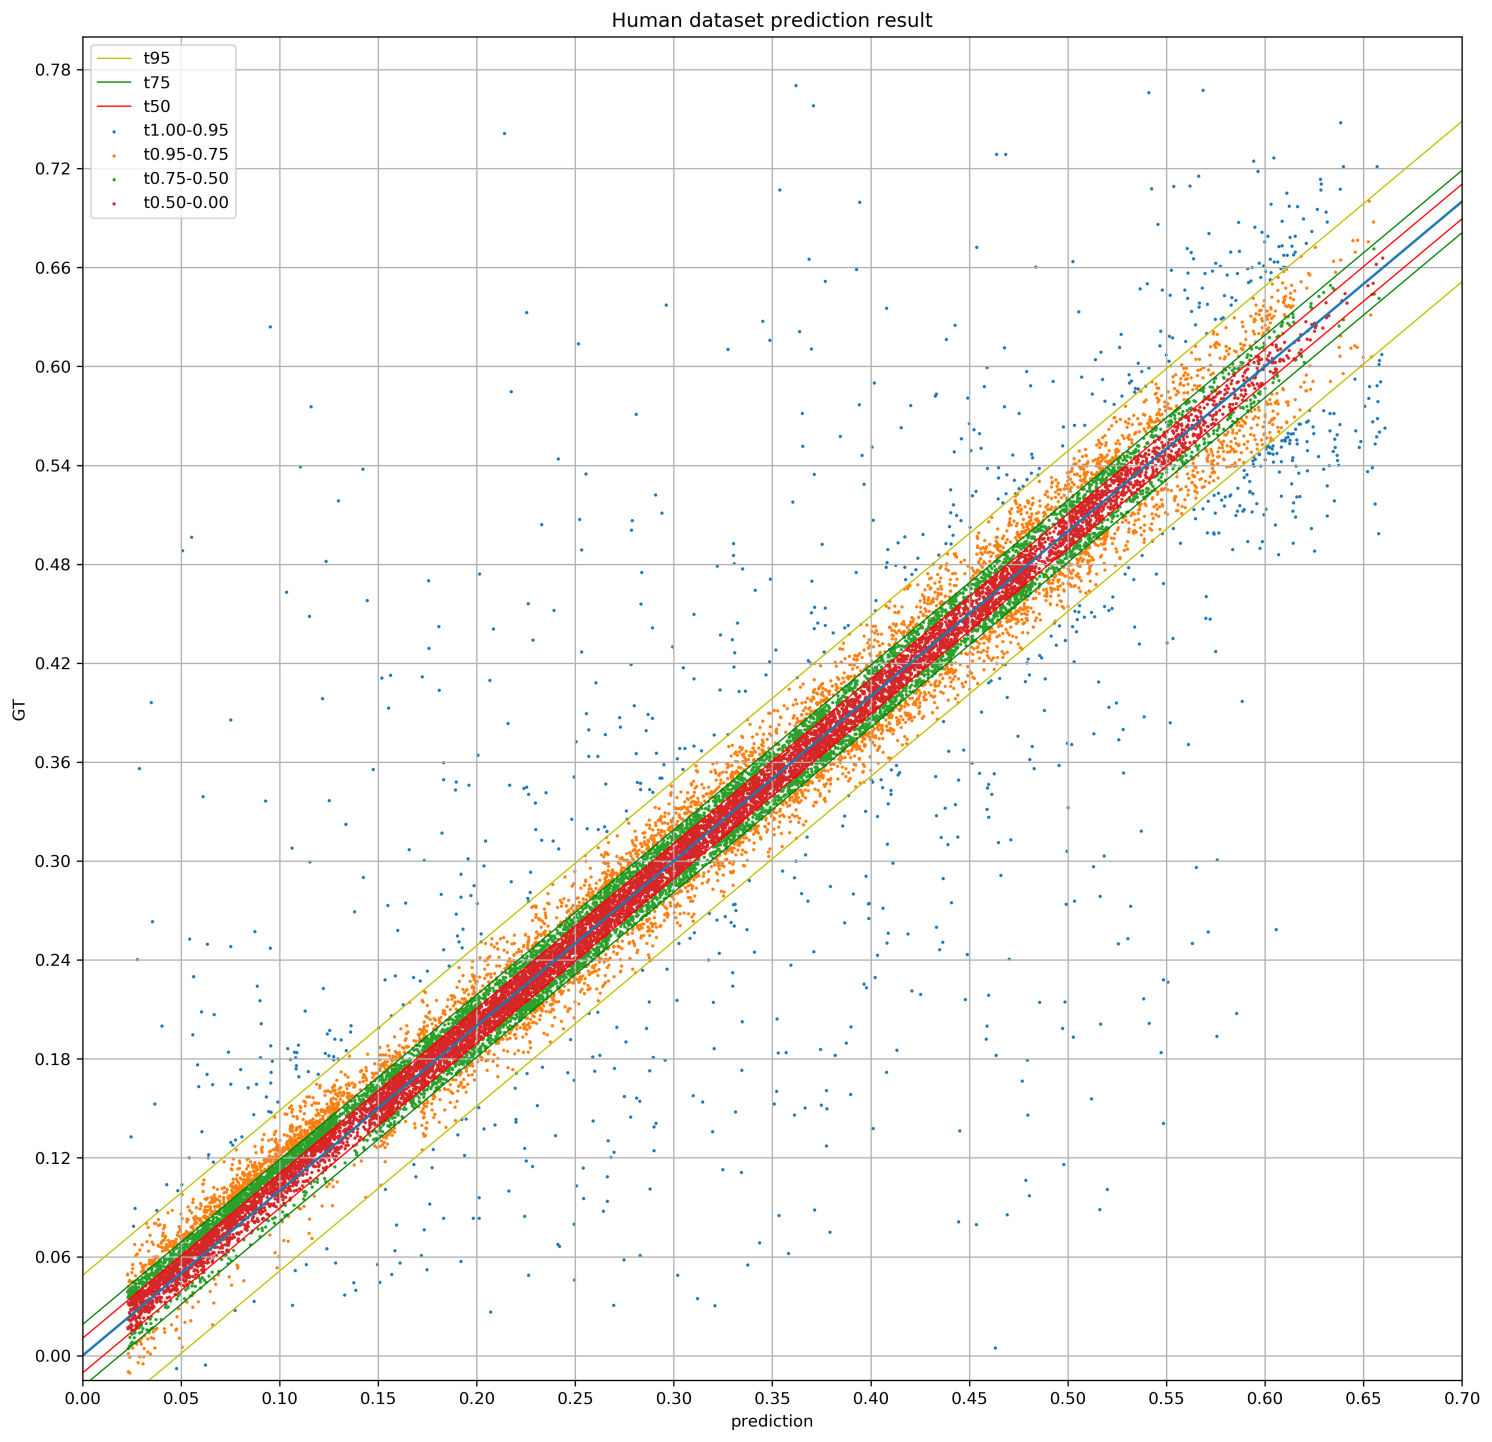 Human dataset prediction result
t95
t75
t50
t1.00-0.95
t0.95-0.75
t0.75-0.50
t0.50-0.00
0.78
0.72
0.66
0.60
0.54
0.48
0.42
0.36
0.30
0.24
0.18
0.12
0.06
0.00
GT
0.00 0.05 0.10 0.15 0.20 0.25 0.30 0.35 0.40 0.45 0.50 0.55 0.60 0.65 0.70
prediction